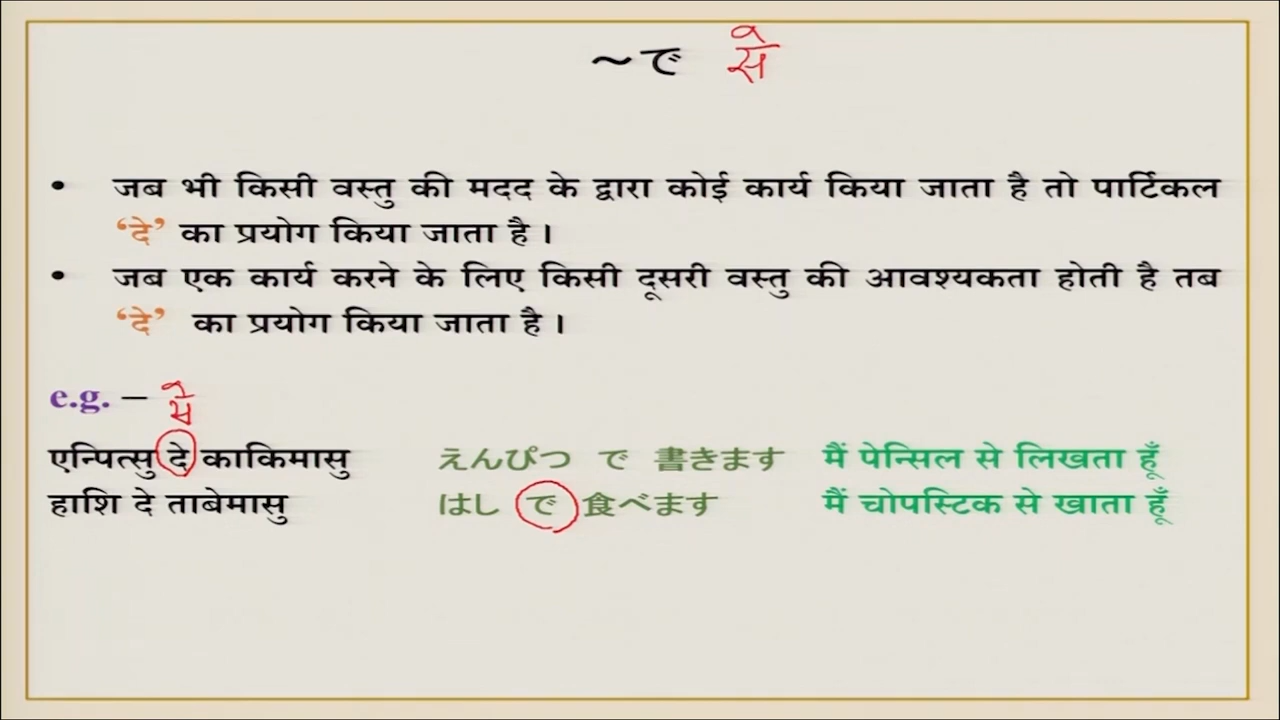 ~で से
• जब भी किसी वस्तु की मदद के द्वारा कोई कार्य किया जाता है तो पार्टिकल
‘दे’ का प्रयोग किया जाता है ।
• जब एक कार्य करने के लिए किसी दूसरी वस्तु की आवश्यकता होती है तब
‘दे’ का प्रयोग किया जाता है ।
e.g. – से
एन्पित्सु दे काकिमासु えんぴつ で 書きます मैं पेन्सिल से लिखता हूँ
हाशि दे ताबेमासु はし で 食べます मैं चोपस्टिक से खाता हूँ